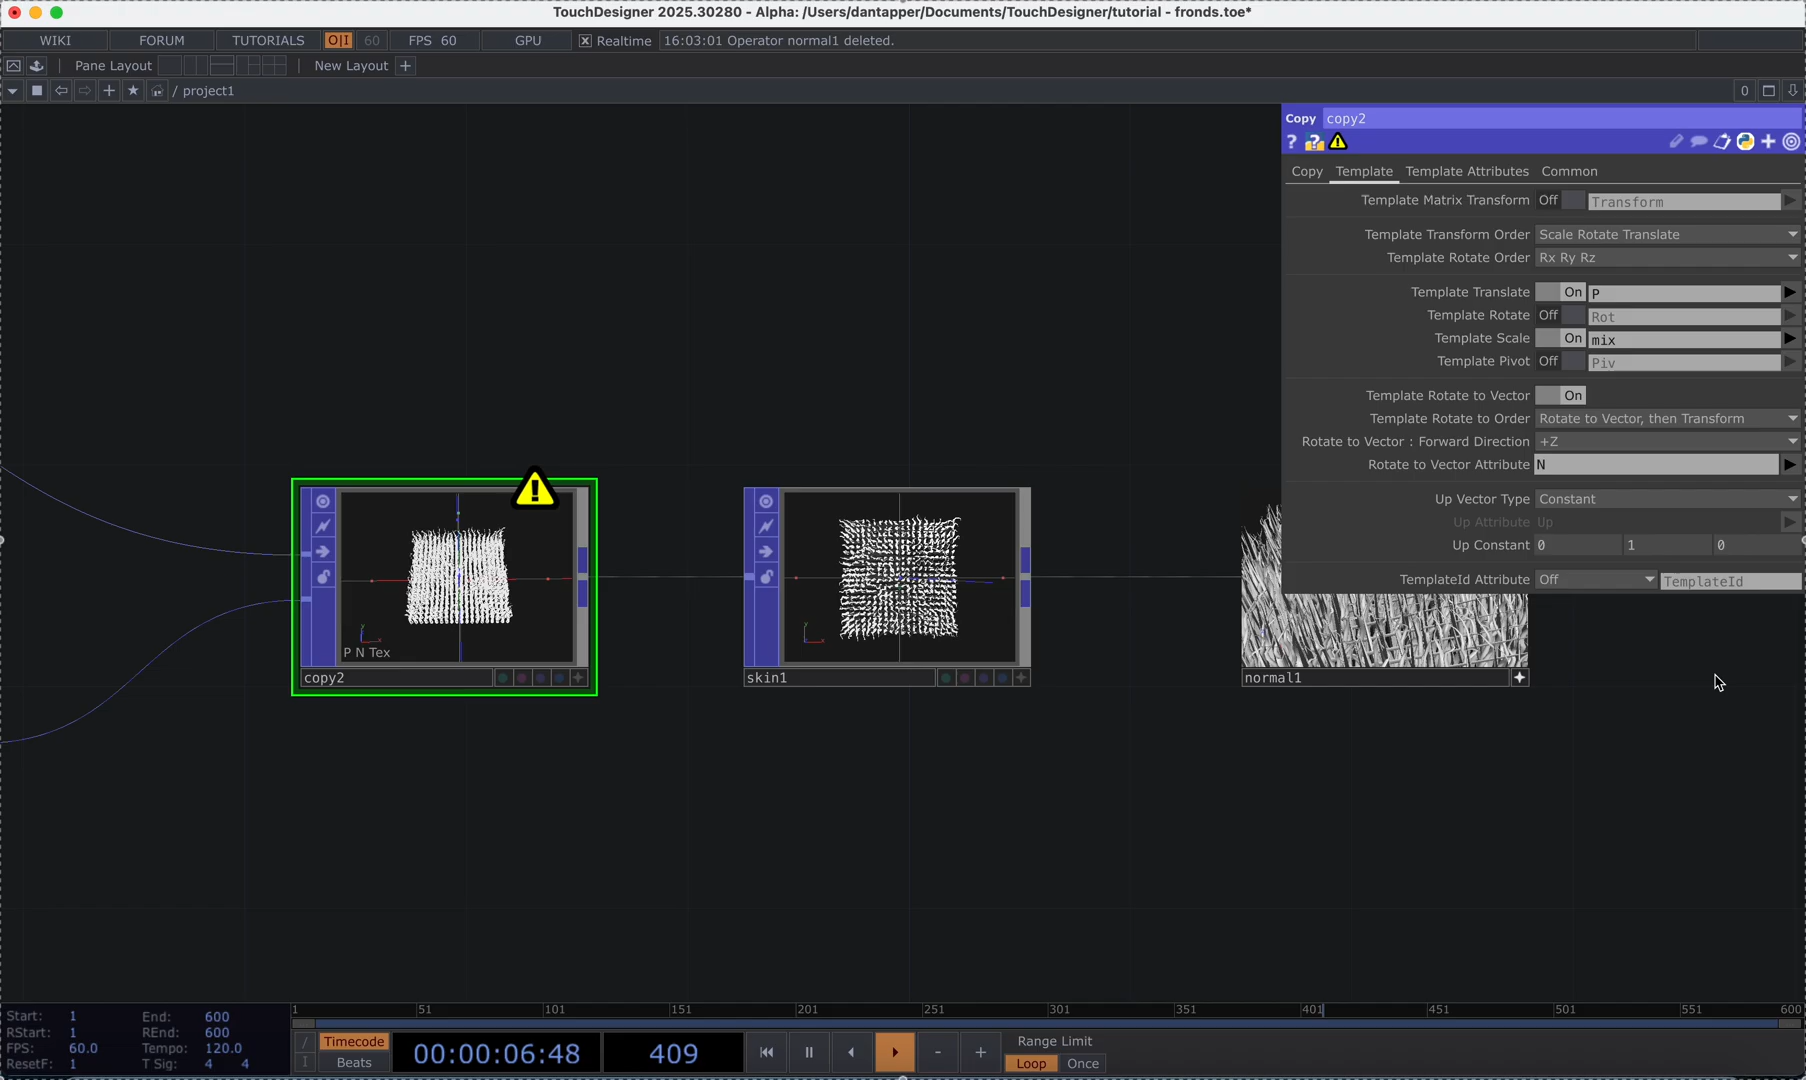 TouchDesigner 2025.30280 - Alpha: /Users/dantapper/Documents/TouchDesigner/tutorial - fronds.toe*
WIKI FORUM TUTORIALS O|I 60 FPS 60 GPU Realtime 16:03:01 Operator normal1 deleted.
Pane Layout New Layout +
/ project1 0
Copy copy2
Copy Template Template Attributes Common
Template Matrix Transform Off Transform
Template Transform Order Scale Rotate Translate
Template Rotate Order Rx Ry Rz
Template Translate On P
Template Rotate Off Rot
Template Scale On mix
Template Pivot Off Piv
Template Rotate to Vector On
Template Rotate to Order Rotate to Vector, then Transform
Rotate to Vector : Forward Direction +Z
Rotate to Vector Attribute N
Up Vector Type Constant
Up Attribute Up
Up Constant 0 1 0
TemplateId Attribute Off TemplateId
P N Tex
copy2
skin1
normal1
1 51 101 151 201 251 301 351 401 451 501 551 600
Start: 1 End: 600
RStart: 1 REnd: 600
FPS: 60.0 Tempo: 120.0
ResetF: 1 T Sig: 4 4
/ Timecode
I Beats
00:00:06:48 409
- +
Range Limit
Loop Once